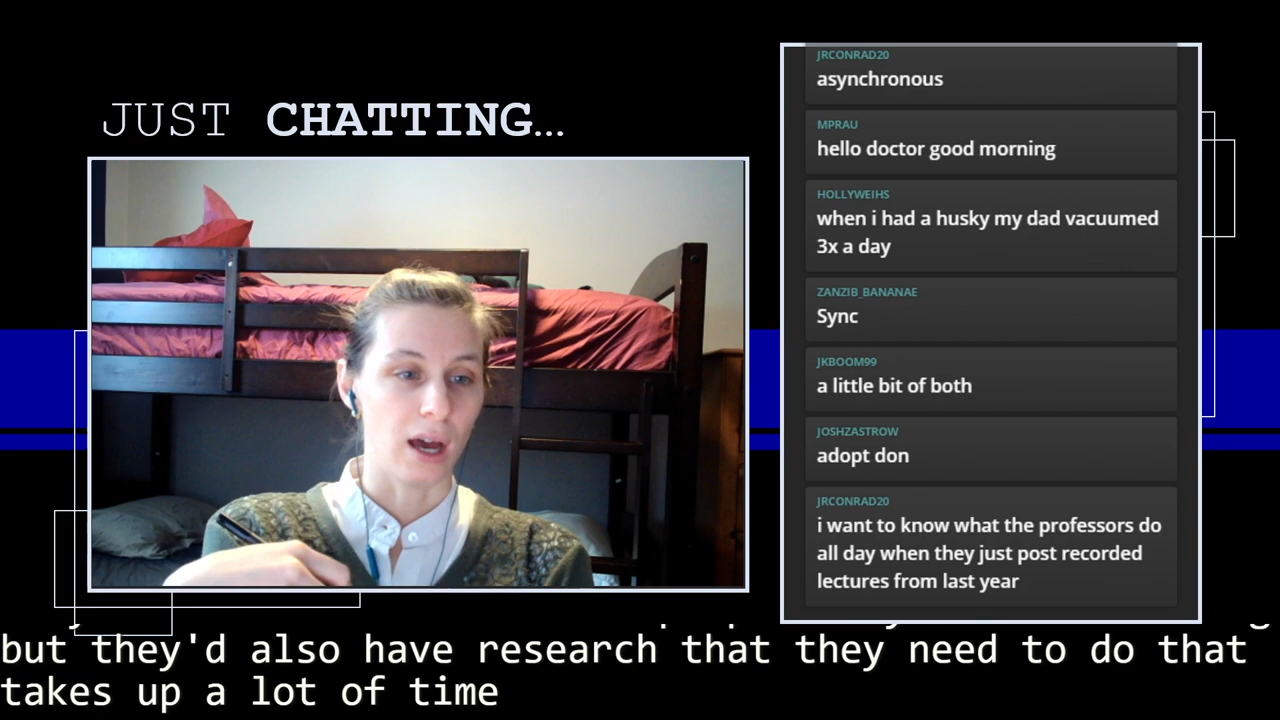 JUST CHATTING...
JRCONRAD20
asynchronous
MPRAU
hello doctor good morning
HOLLYWEIHS
when i had a husky my dad vacuumed
3x a day
ZANZIB_BANANAE
Sync
JKBOOM99
a little bit of both
JOSHZASTROW
adopt don
JRCONRAD20
i want to know what the professors do
all day when they just post recorded
lectures from last year
but they'd also have research that they need to do that
takes up a lot of time